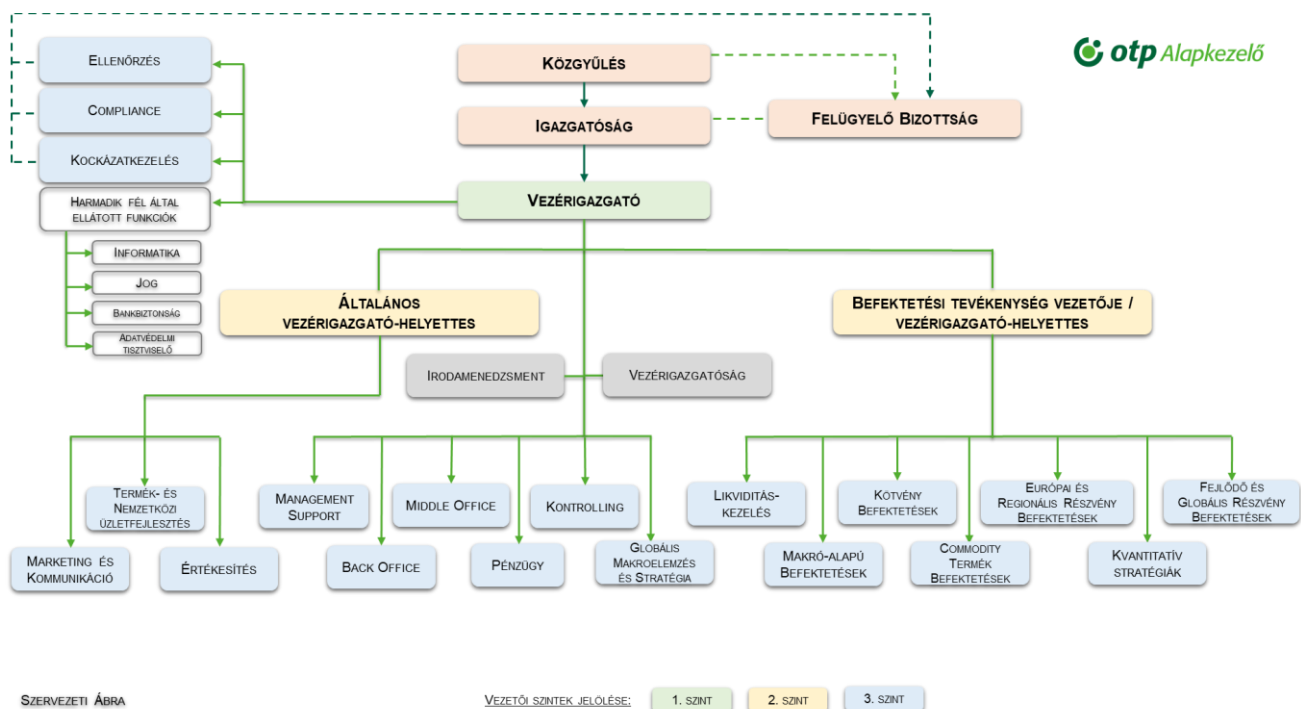 ELLENŐRZÉS
COMPLIANCE
KOCKÁZATKEZELÉS
HARMADIK FÉL ÁLTAL
ELLÁTOTT FUNKCIÓK
INFORMATIKA
JOG
BANKBIZTONSÁG
ADATVÉDELMI
TISZTVISELŐ
KÖZGYŰLÉS
IGAZGATÓSÁG
FELÜGYELŐ BIZOTTSÁG
otp Alapkezelő
VEZÉRIGAZGATÓ
ÁLTALÁNOS
VEZÉRIGAZGATÓ-HELYETTES
BEFEKTETÉSI TEVÉKENYSÉG VEZETŐJE /
VEZÉRIGAZGATÓ-HELYETTES
IRODAMENEDZSMENT
VEZÉRIGAZGATÓSÁG
TERMÉK- ÉS
NEMZETKÖZI
ÜZLETFEJLESZTÉS
MARKETING ÉS
KOMMUNIKÁCIÓ
ÉRTÉKESÍTÉS
MANAGEMENT
SUPPORT
BACK OFFICE
MIDDLE OFFICE
PÉNZÜGY
KONTROLLING
GLOBÁLIS
MAKROELEMZÉS
ÉS STRATÉGIA
LIKVIDITÁS-
KEZELÉS
MAKRÓ-ALAPÚ
BEFEKTETÉSEK
KÖTVÉNY
BEFEKTETÉSEK
COMMODITY
TERMÉK
BEFEKTETÉSEK
EURÓPAI ÉS
REGIONÁLIS RÉSZVÉNY
BEFEKTETÉSEK
KVANTITATÍV
STRATÉGIÁK
FEJLŐDŐ ÉS
GLOBÁLIS RÉSZVÉNY
BEFEKTETÉSEK
SZERVEZETI ÁBRA
VEZETŐI SZINTEK JELÖLÉSE:
1. SZINT
2. SZINT
3. SZINT